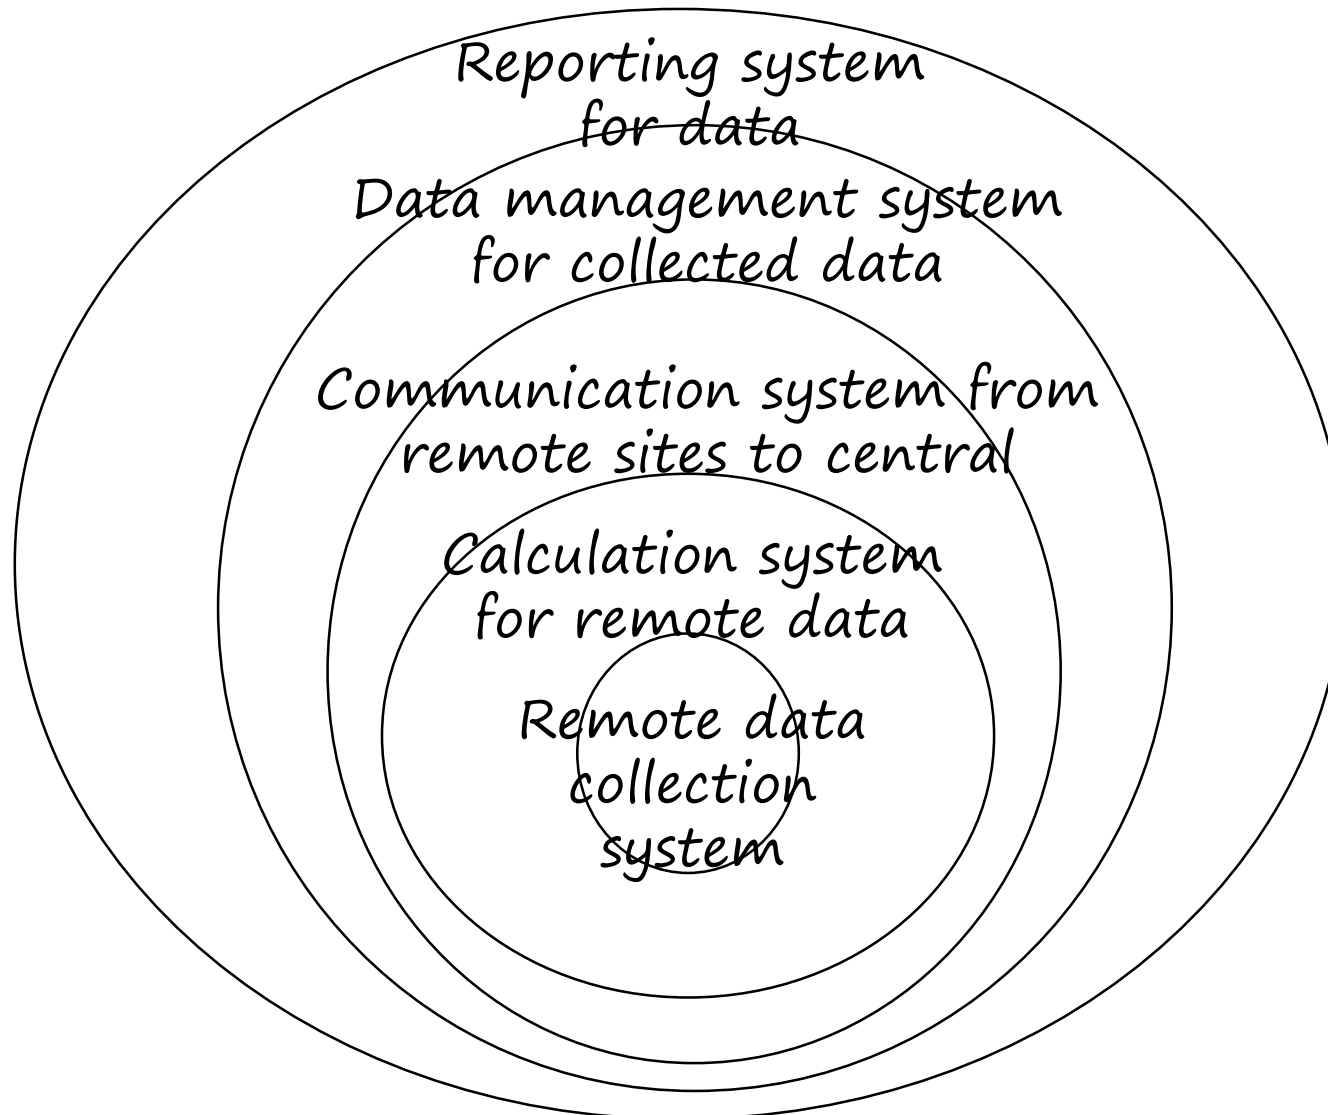 Reporting system
for data
Data management system
for collected data
Communication system from
remote sites to central
Calculation system
for remote data
Remote data
collection
system